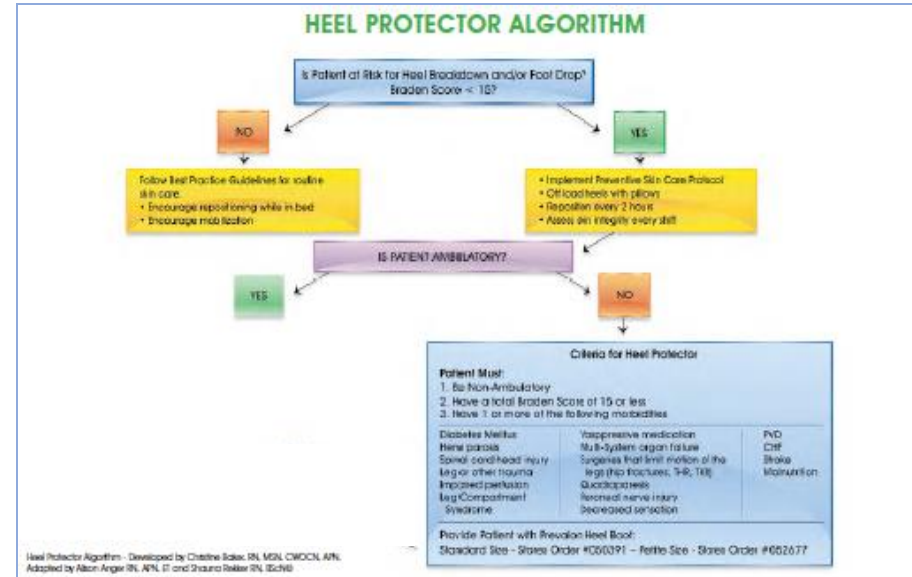 HEEL PROTECTOR ALGORITHM
Is Patient at Risk for Heel Breakdown and/or Foot Drop?
Braden Score < 15?
NO
YES
Follow Best Practice Guidelines for routine
skin care.
• Encourage repositioning while in bed
• Encourage mobilization
• Implement Preventive Skin Care Protocol
• Off load heels with pillows
• Reposition every 2 hours
• Assess skin integrity every shift
IS PATIENT AMBULATORY?
YES
NO
Criteria for Heel Protector
Patient Must:
1. Be Non-Ambulatory
2. Have a total Braden Score of 15 or less
3. Have 1 or more of the following morbidities
Diabetes Mellitus
Hemi paresis
Spinal cord/head injury
Leg or other trauma
Impaired perfusion
Leg Compartment
Syndrome
Vasopressive medication
Multi-System organ failure
Surgeries that limit motion of the
legs (hip fractures, THR, TKR)
Quadraparesis
Peroneal nerve injury
Decreased sensation
PVD
CHF
Stroke
Malnutrition
Provide Patient with Prevalon Heel Boot:
Standard Size - Stores Order #050391 – Petite Size - Stores Order #052677
Heel Protector Algorithm - Developed by Christine Baker, RN, MSN, CWOCN, APN.
Adapted by Alison Anger RN, APN, ET and Shauna Rekker RN, BScN